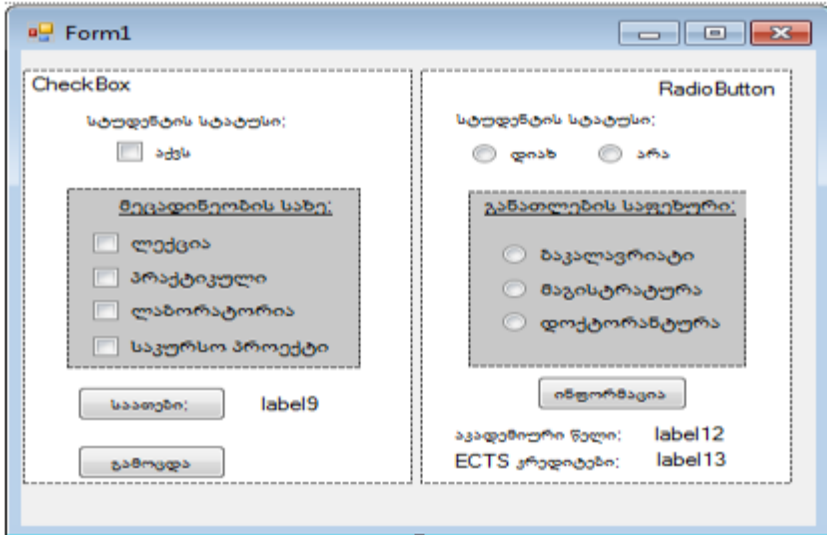 Form1
CheckBox
სტუდენტის სტატუსი:
აქვს
მეცადინეობის სახე:
ლექცია
პრაქტიკული
ლაბორატორია
საკურსო პროექტი
საათები:
label9
გამოცდა
RadioButton
სტუდენტის სტატუსი:
დიახ
არა
განათლების საფეხური:
ბაკალავრიატი
მაგისტრატურა
დოქტორანტურა
ინფორმაცია
აკადემიური წელი: label12
ECTS კრედიტები: label13